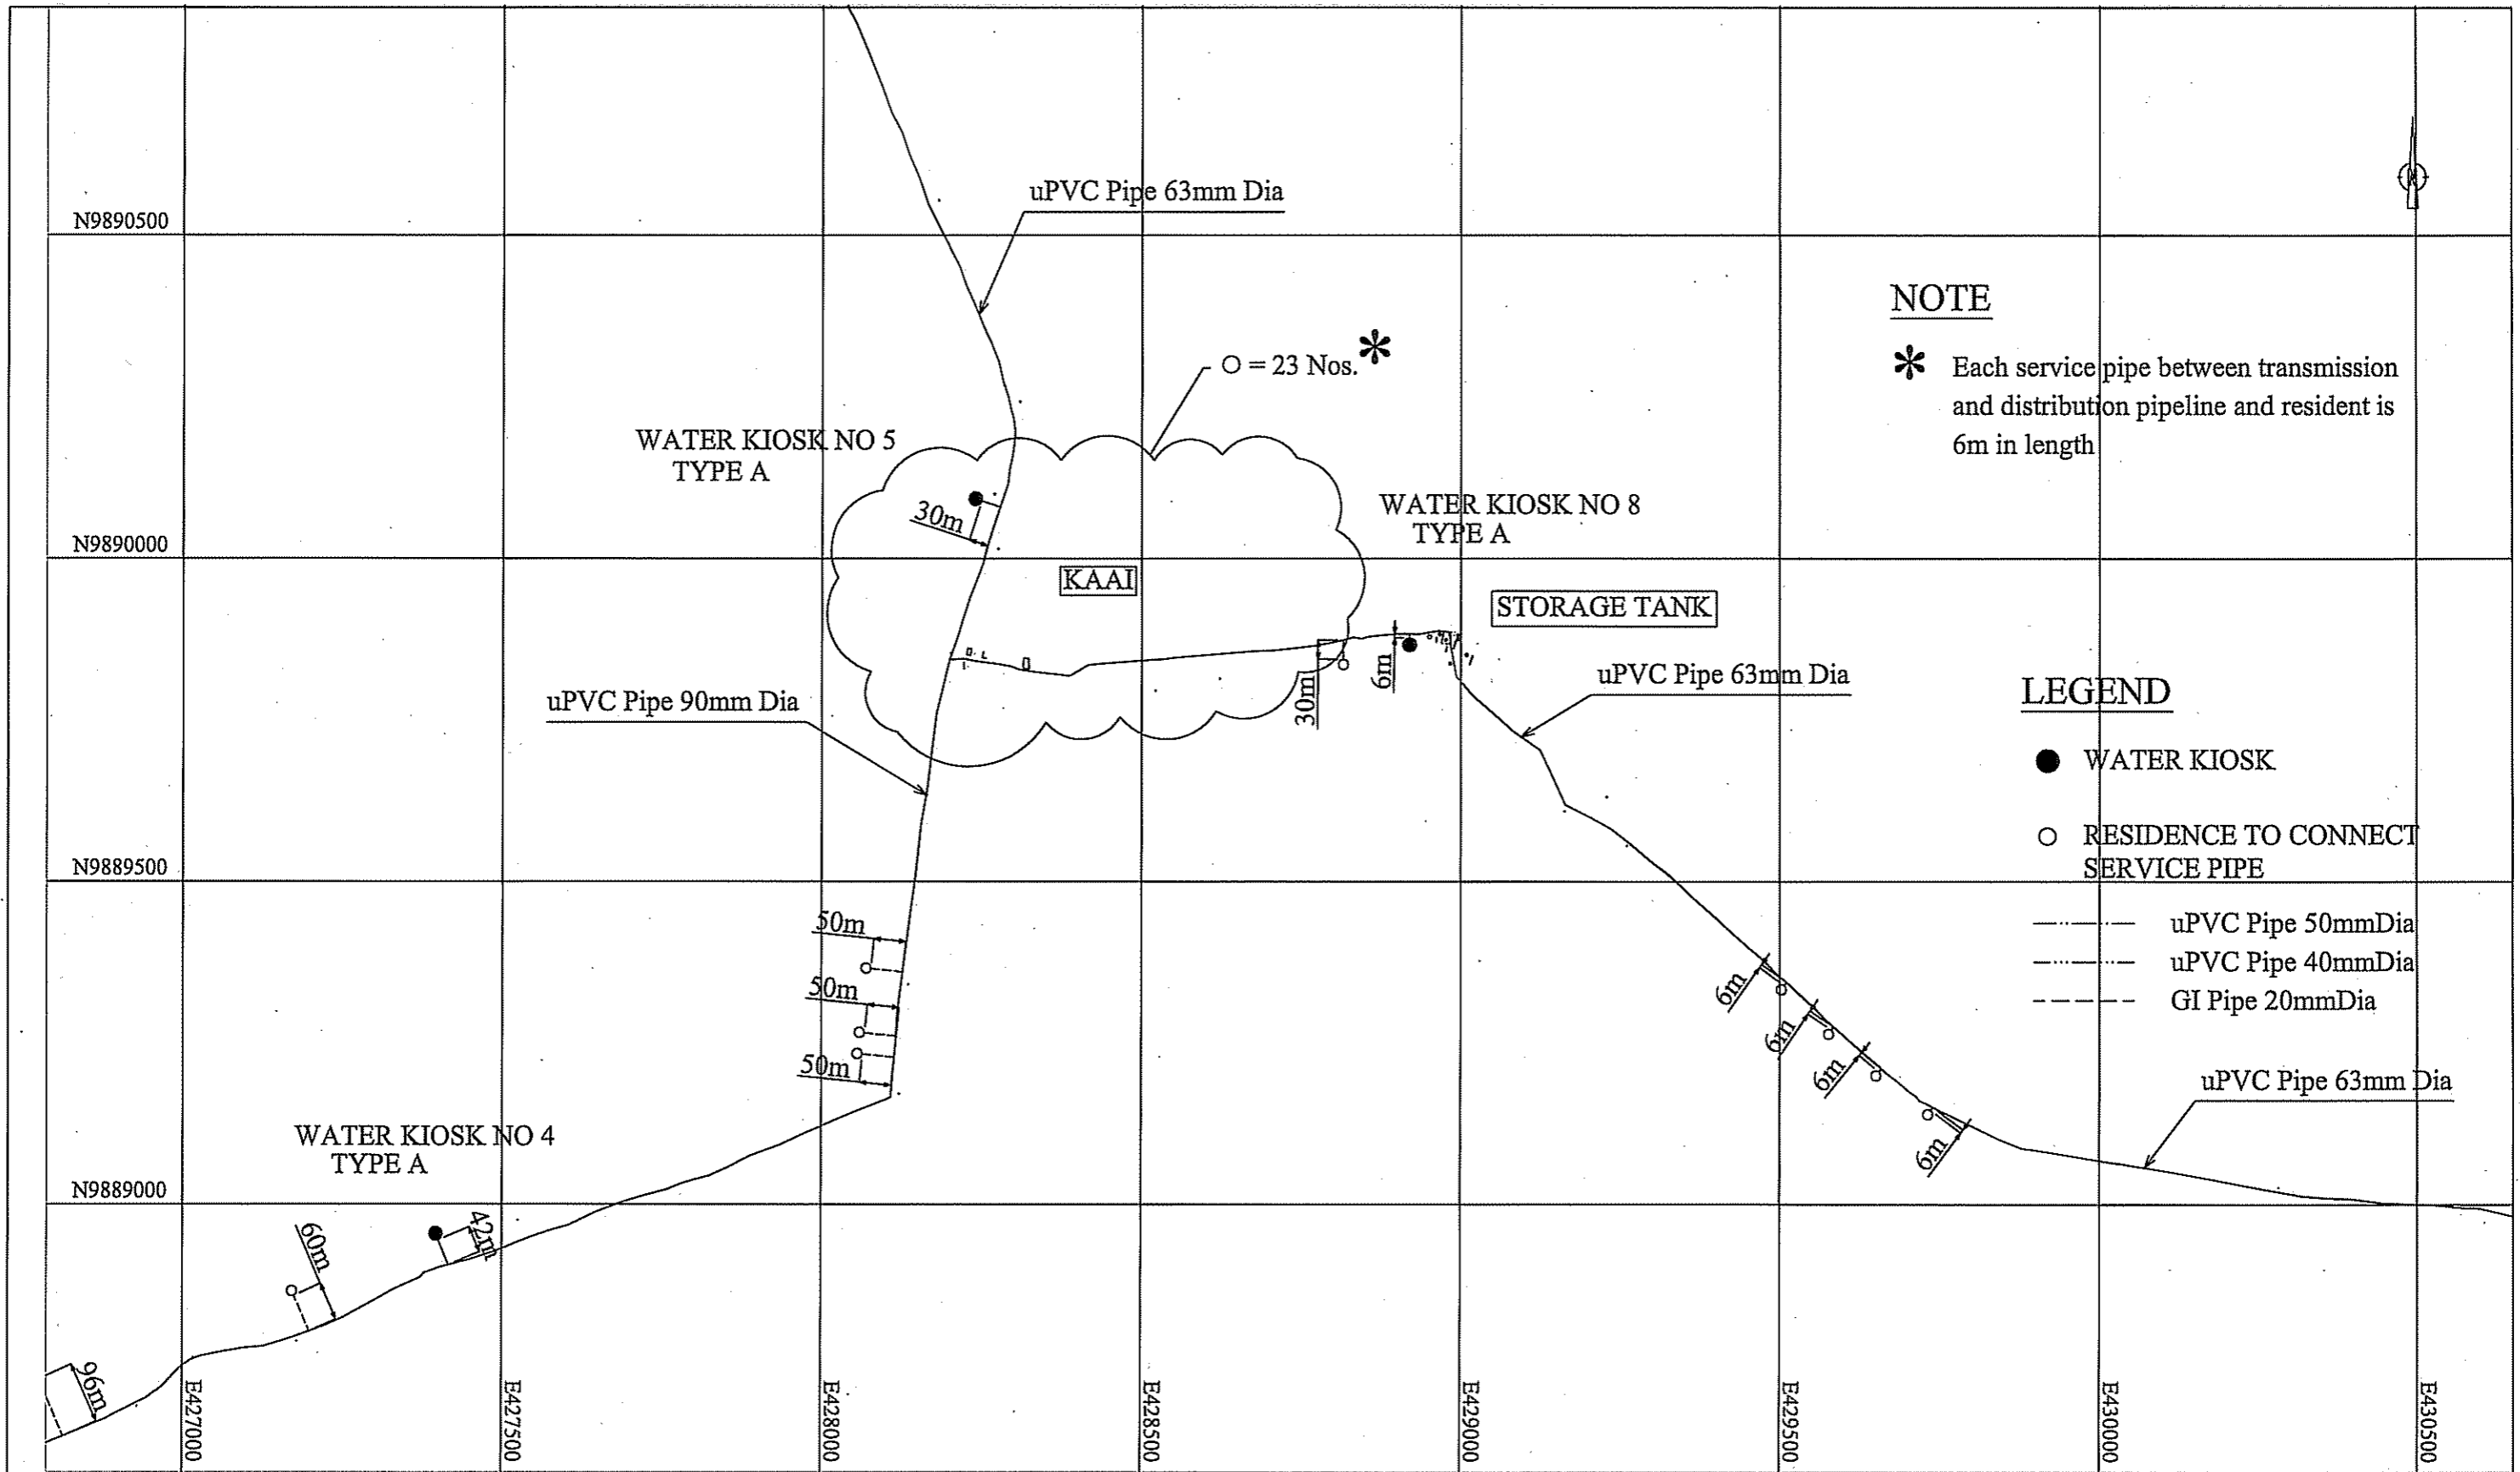 uPVC Pipe 63mm Dia
N9890500
NOTE
* Each service pipe between transmission
and distribution pipeline and resident is
6m in length
○ = 23 Nos. *
WATER KIOSK NO 5
TYPE A
30m
WATER KIOSK NO 8
TYPE A
N9890000
KAAI
STORAGE TANK
30m
6m
uPVC Pipe 63mm Dia
uPVC Pipe 90mm Dia
LEGEND
WATER KIOSK
RESIDENCE TO CONNECT
SERVICE PIPE
uPVC Pipe 50mmDia
uPVC Pipe 40mmDia
GI Pipe 20mmDia
N9889500
50m
50m
50m
6m
6m
6m
6m
uPVC Pipe 63mm Dia
WATER KIOSK NO 4
TYPE A
N9889000
42m
60m
96m
E427000
E427500
E428000
E428500
E429000
E429500
E430000
E430500